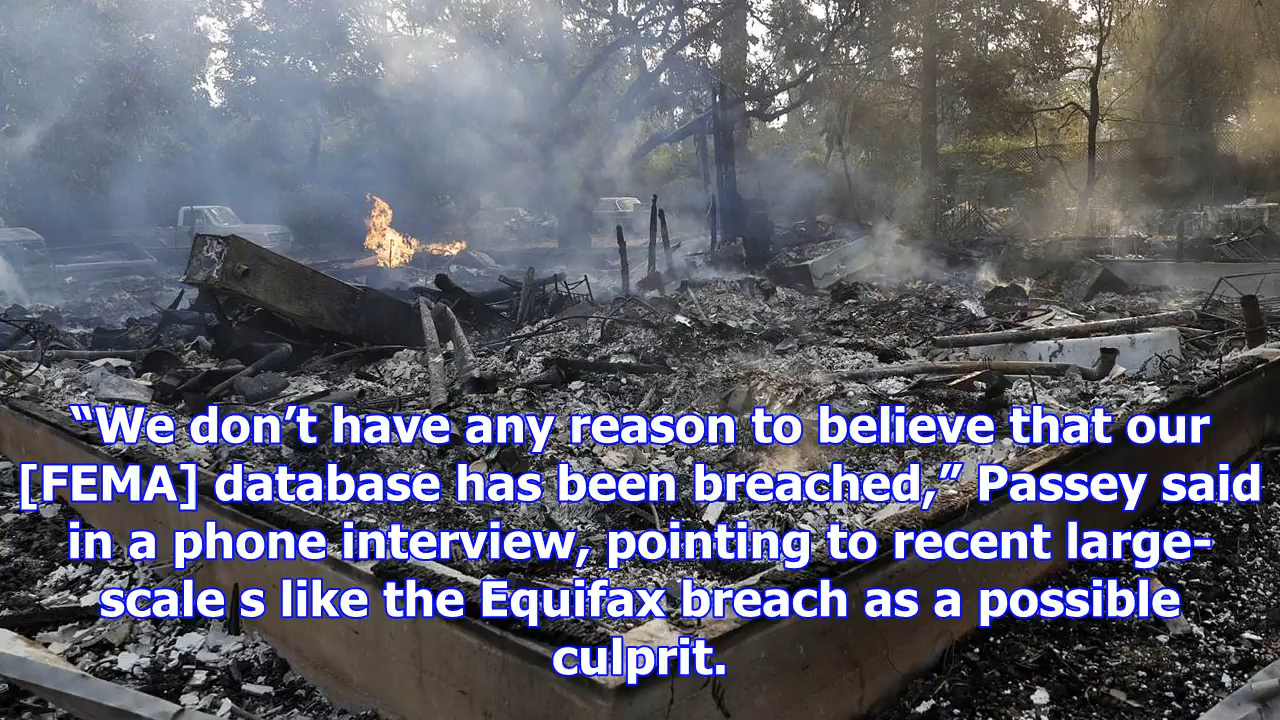 “We don’t have any reason to believe that our
[FEMA] database has been breached,” Passey said
in a phone interview, pointing to recent large-
scale s like the Equifax breach as a possible
culprit.